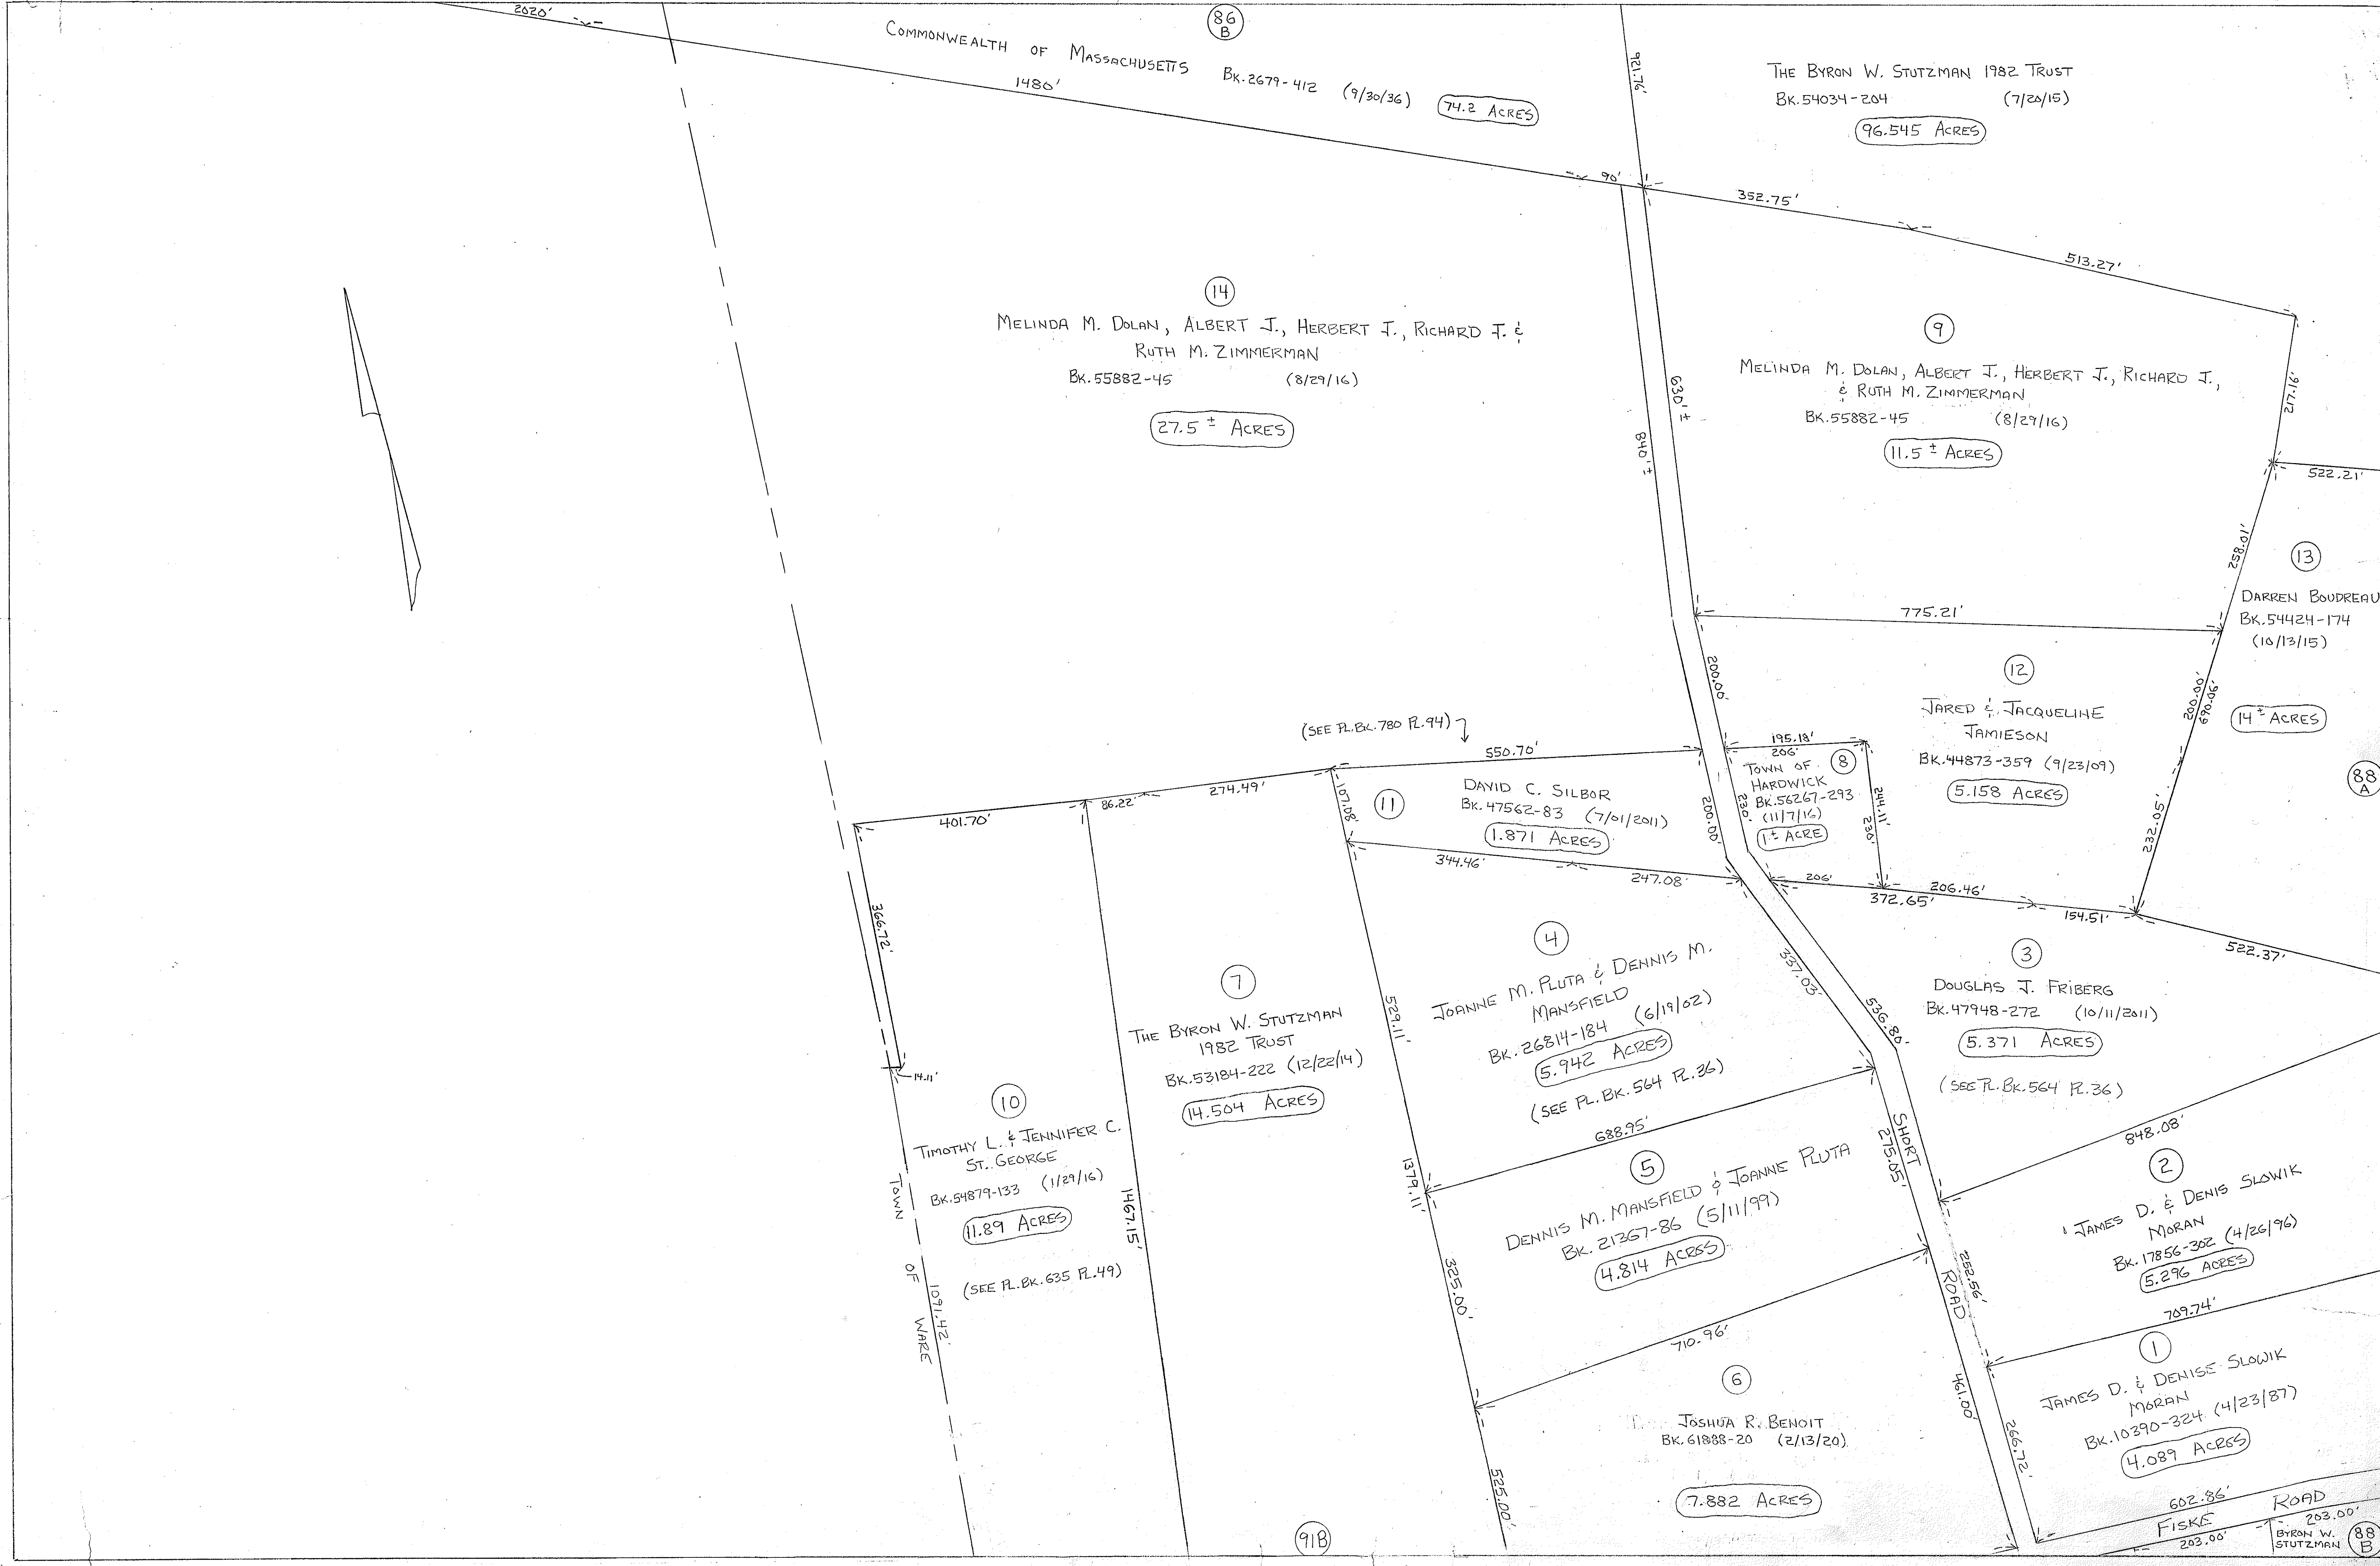 2020'
86
B
COMMONWEALTH OF MASSACHUSETTS BK.2679-412 (9/30/36) 74.2 ACRES
1480'
90'
921.76'
THE BYRON W. STUTZMAN 1982 TRUST
BK.54034-204 (7/20/15)
96.545 ACRES
352.75'
513.27'
14
MELINDA M. DOLAN, ALBERT J., HERBERT J., RICHARD J. &
RUTH M. ZIMMERMAN
BK.55882-45 (8/29/16)
27.5 ± ACRES
840'±
630'±
9
MELINDA M. DOLAN, ALBERT J., HERBERT J., RICHARD J.,
& RUTH M. ZIMMERMAN
BK.55882-45 (8/29/16)
11.5 ± ACRES
217.16'
522.21'
258.01'
13
DARREN BOUDREAU
BK.54424-174
(10/13/15)
14 ± ACRES
775.21'
200.00'
12
JARED & JACQUELINE
JAMIESON
BK.44873-359 (9/23/09)
5.158 ACRES
200.00'
690.06'
232.05'
88
A
(SEE PL.BK.780 PL.94)
550.70'
195.18'
206'
8
TOWN OF
HARDWICK
BK.56267-293
(11/7/16)
1 ± ACRE
230'
244.11'
230'
11
DAVID C. SILBOR
BK.47562-83 (7/01/2011)
1.871 ACRES
107.08'
200.00'
344.46'
247.08'
206'
206.46'
372.65'
154.51'
522.37'
401.70'
86.22'
274.49'
366.72'
14.11'
10
TIMOTHY L. & JENNIFER C.
ST. GEORGE
BK.54879-133 (1/29/16)
11.89 ACRES
(SEE PL.BK.635 PL.49)
TOWN OF WARE
1091.42'
1467.15'
7
THE BYRON W. STUTZMAN
1982 TRUST
BK.53184-222 (12/22/14)
14.504 ACRES
529.11'
1379.11'
325.00'
525.00'
4
JOANNE M. PLUTA & DENNIS M.
MANSFIELD
BK.26814-184 (6/19/02)
5.942 ACRES
(SEE PL.BK.564 PL.36)
337.03'
536.80'
688.95'
3
DOUGLAS J. FRIBERG
BK.47948-272 (10/11/2011)
5.371 ACRES
(SEE PL.BK.564 PL.36)
848.08'
5
DENNIS M. MANSFIELD & JOANNE PLUTA
BK. 21367-86 (5/11/99)
4.814 ACRES
710.96'
SHORT ROAD
275.05'
252.56'
461.00'
266.72'
2
JAMES D. & DENIS SLOWIK
MORAN
BK.17856-302 (4/26/96)
5.296 ACRES
709.74'
1
JAMES D. & DENISE SLOWIK
MORAN
BK.10390-324 (4/23/87)
4.089 ACRES
6
JOSHUA R. BENOIT
BK.61888-20 (2/13/20)
7.882 ACRES
602.86'
FISKE ROAD
203.00'
203.00'
BYRON W.
STUTZMAN
88
B
91B